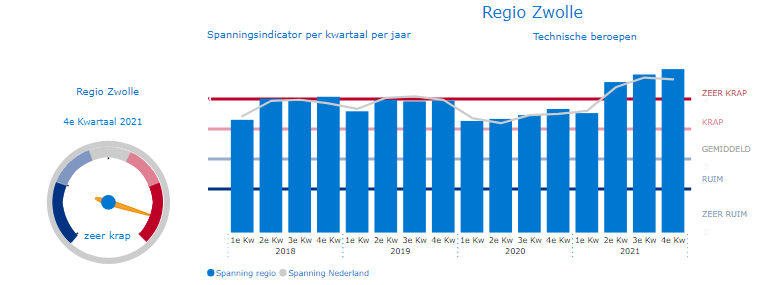 Regio Zwolle
Spanningsindicator per kwartaal per jaar
Technische beroepen
Regio Zwolle
4e Kwartaal 2021
zeer krap
ZEER KRAP
KRAP
GEMIDDELD
RUIM
ZEER RUIM
1e Kw 2e Kw 3e Kw 4e Kw 1e Kw 2e Kw 3e Kw 4e Kw 1e Kw 2e Kw 3e Kw 4e Kw 1e Kw 2e Kw 3e Kw 4e Kw
2018 2019 2020 2021
Spanning regio Spanning Nederland